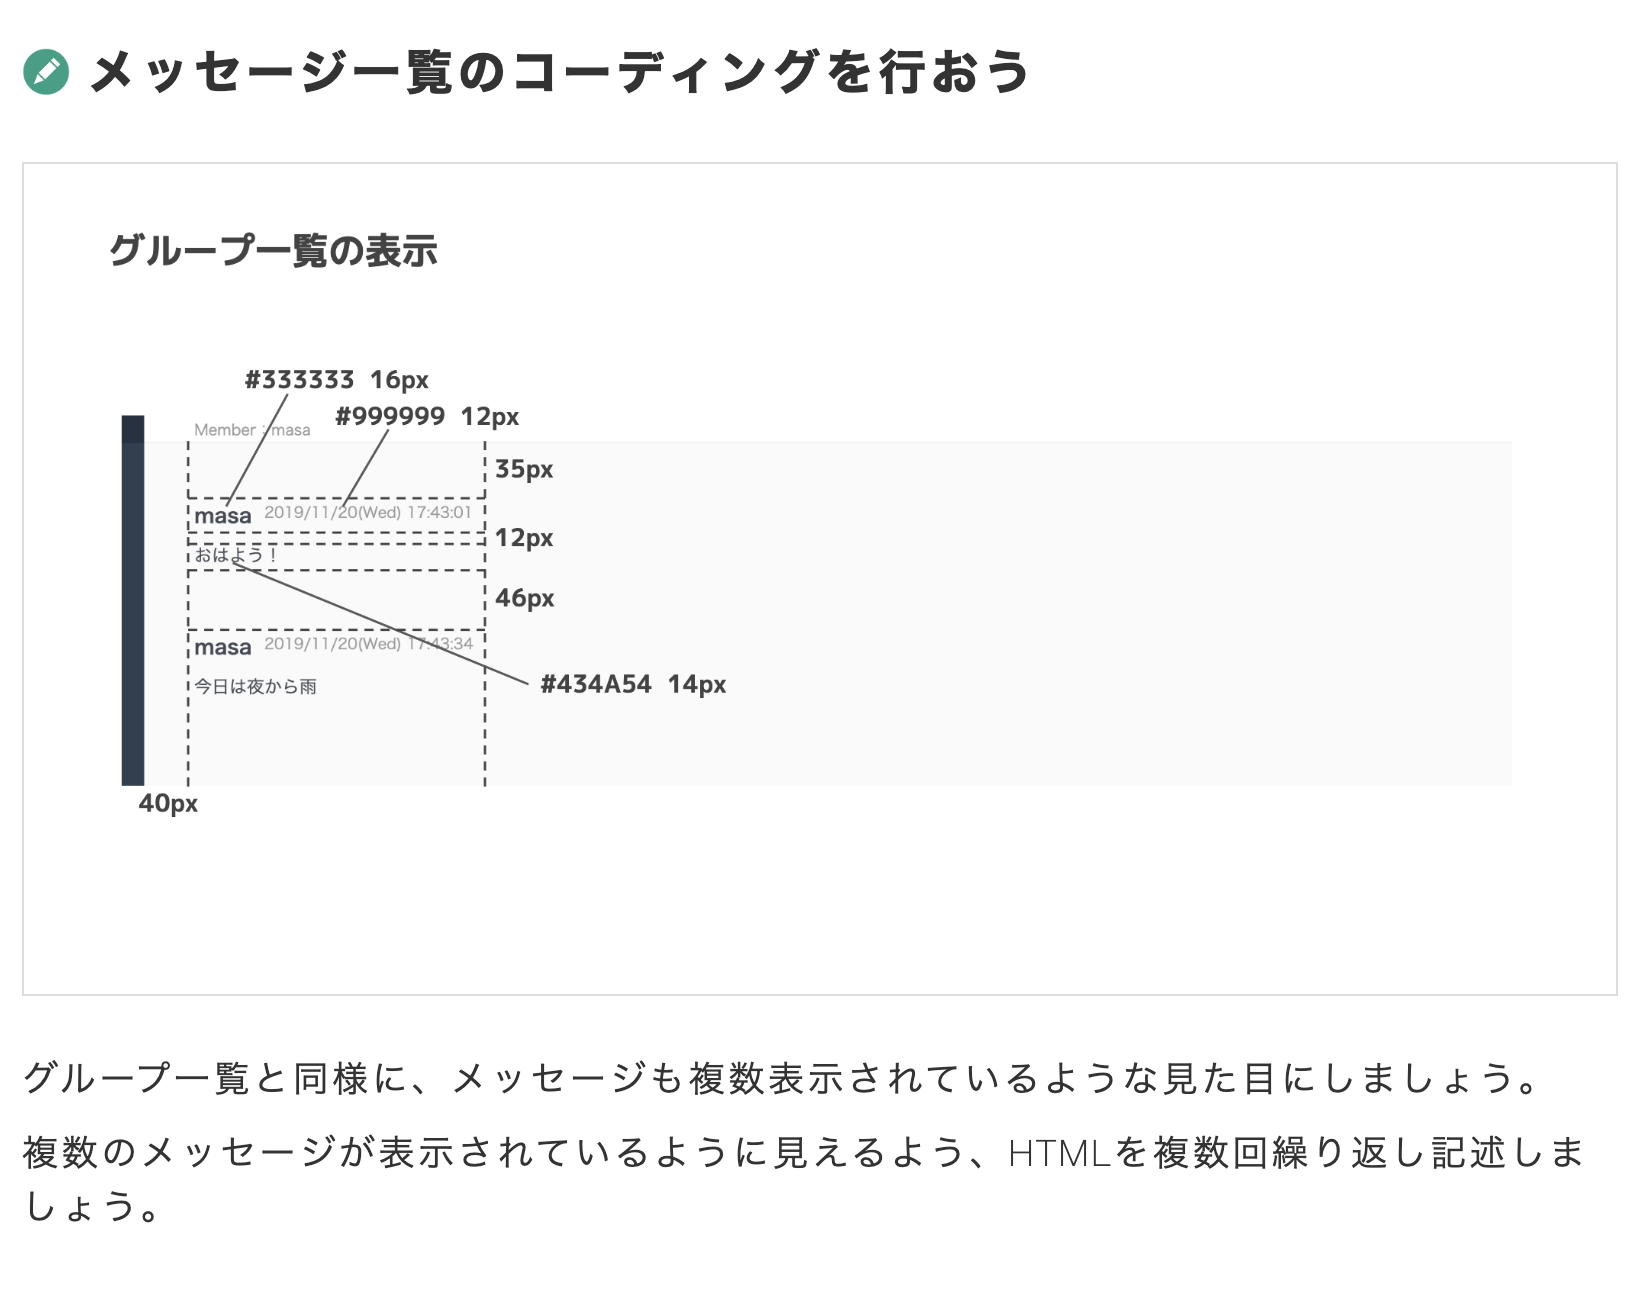 メッセージ一覧のコーディングを行おう
グループ一覧の表示
#333333 16px
#999999 12px
Member : masa
35px
masa 2019/11/20(Wed) 17:43:01
12px
おはよう！
46px
masa 2019/11/20(Wed) 17:43:34
#434A54 14px
今日は夜から雨
40px
グループ一覧と同様に、メッセージも複数表示されているような見た目にしましょう。
複数のメッセージが表示されているように見えるよう、HTMLを複数回繰り返し記述しま
しょう。